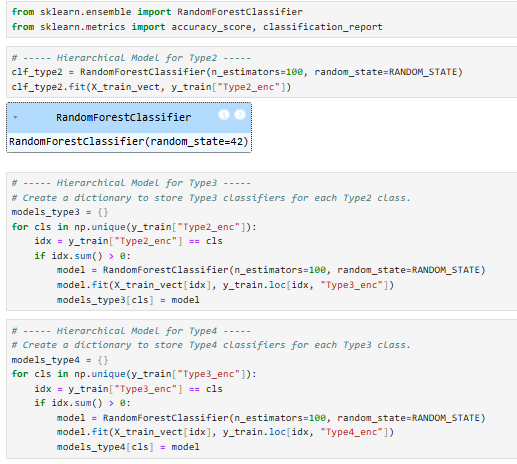 from sklearn.ensemble import RandomForestClassifier
from sklearn.metrics import accuracy_score, classification_report
# ----- Hierarchical Model for Type2 -----
clf_type2 = RandomForestClassifier(n_estimators=100, random_state=RANDOM_STATE)
clf_type2.fit(X_train_vect, y_train["Type2_enc"])
RandomForestClassifier
RandomForestClassifier(random_state=42)
# ----- Hierarchical Model for Type3 -----
# Create a dictionary to store Type3 classifiers for each Type2 class.
models_type3 = {}
for cls in np.unique(y_train["Type2_enc"]):
    idx = y_train["Type2_enc"] == cls
    if idx.sum() > 0:
        model = RandomForestClassifier(n_estimators=100, random_state=RANDOM_STATE)
        model.fit(X_train_vect[idx], y_train.loc[idx, "Type3_enc"])
        models_type3[cls] = model
# ----- Hierarchical Model for Type4 -----
# Create a dictionary to store Type4 classifiers for each Type3 class.
models_type4 = {}
for cls in np.unique(y_train["Type3_enc"]):
    idx = y_train["Type3_enc"] == cls
    if idx.sum() > 0:
        model = RandomForestClassifier(n_estimators=100, random_state=RANDOM_STATE)
        model.fit(X_train_vect[idx], y_train.loc[idx, "Type4_enc"])
        models_type4[cls] = model